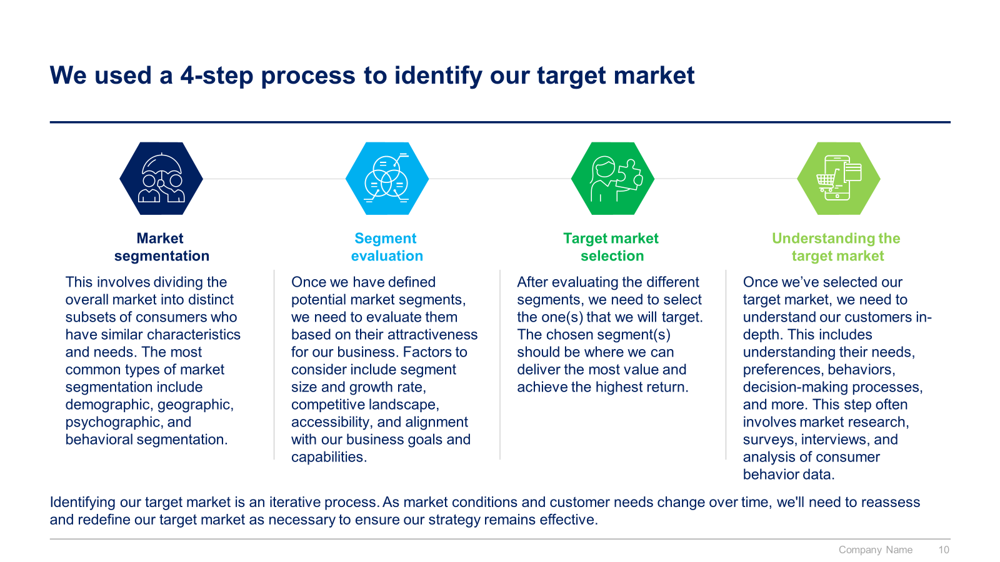 We used a 4-step process to identify our target market
Market
segmentation
This involves dividing the
overall market into distinct
subsets of consumers who
have similar characteristics
and needs. The most
common types of market
segmentation include
demographic, geographic,
psychographic, and
behavioral segmentation.
Segment
evaluation
Once we have defined
potential market segments,
we need to evaluate them
based on their attractiveness
for our business. Factors to
consider include segment
size and growth rate,
competitive landscape,
accessibility, and alignment
with our business goals and
capabilities.
Target market
selection
After evaluating the different
segments, we need to select
the one(s) that we will target.
The chosen segment(s)
should be where we can
deliver the most value and
achieve the highest return.
Understanding the
target market
Once we’ve selected our
target market, we need to
understand our customers in-
depth. This includes
understanding their needs,
preferences, behaviors,
decision-making processes,
and more. This step often
involves market research,
surveys, interviews, and
analysis of consumer
behavior data.
Identifying our target market is an iterative process. As market conditions and customer needs change over time, we'll need to reassess
and redefine our target market as necessary to ensure our strategy remains effective.
Company Name 10